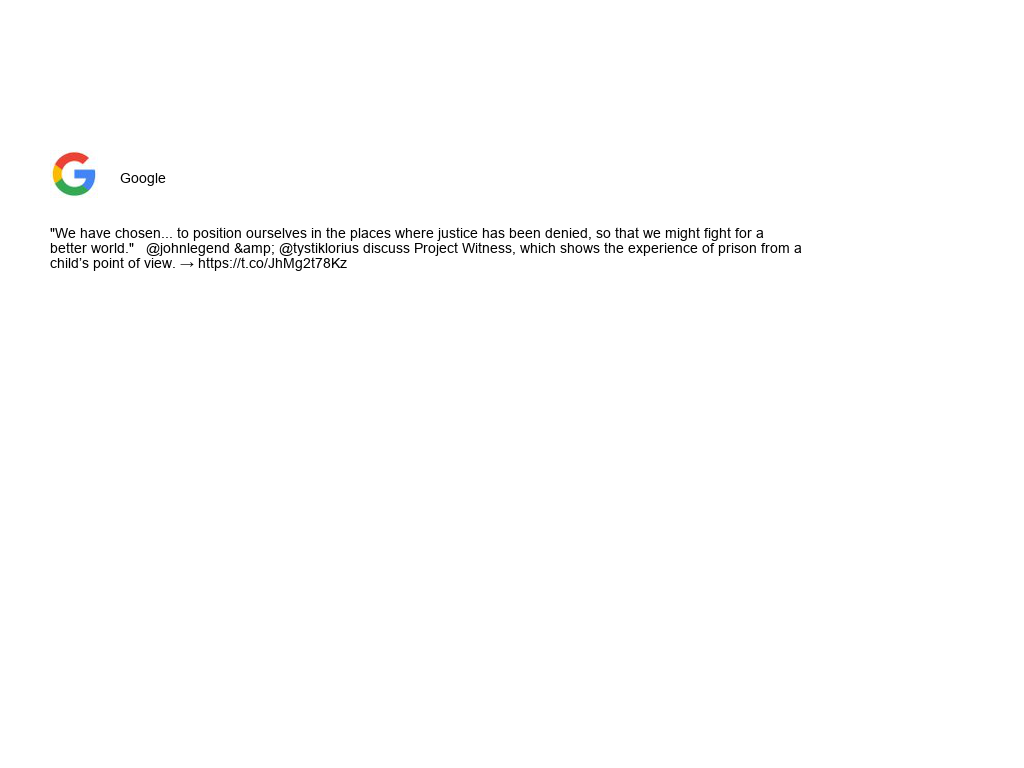 Google
"We have chosen... to position ourselves in the places where justice has been denied, so that we might fight for a
better world."   @johnlegend &amp; @tystiklorius discuss Project Witness, which shows the experience of prison from a
child’s point of view. → https://t.co/JhMg2t78Kz